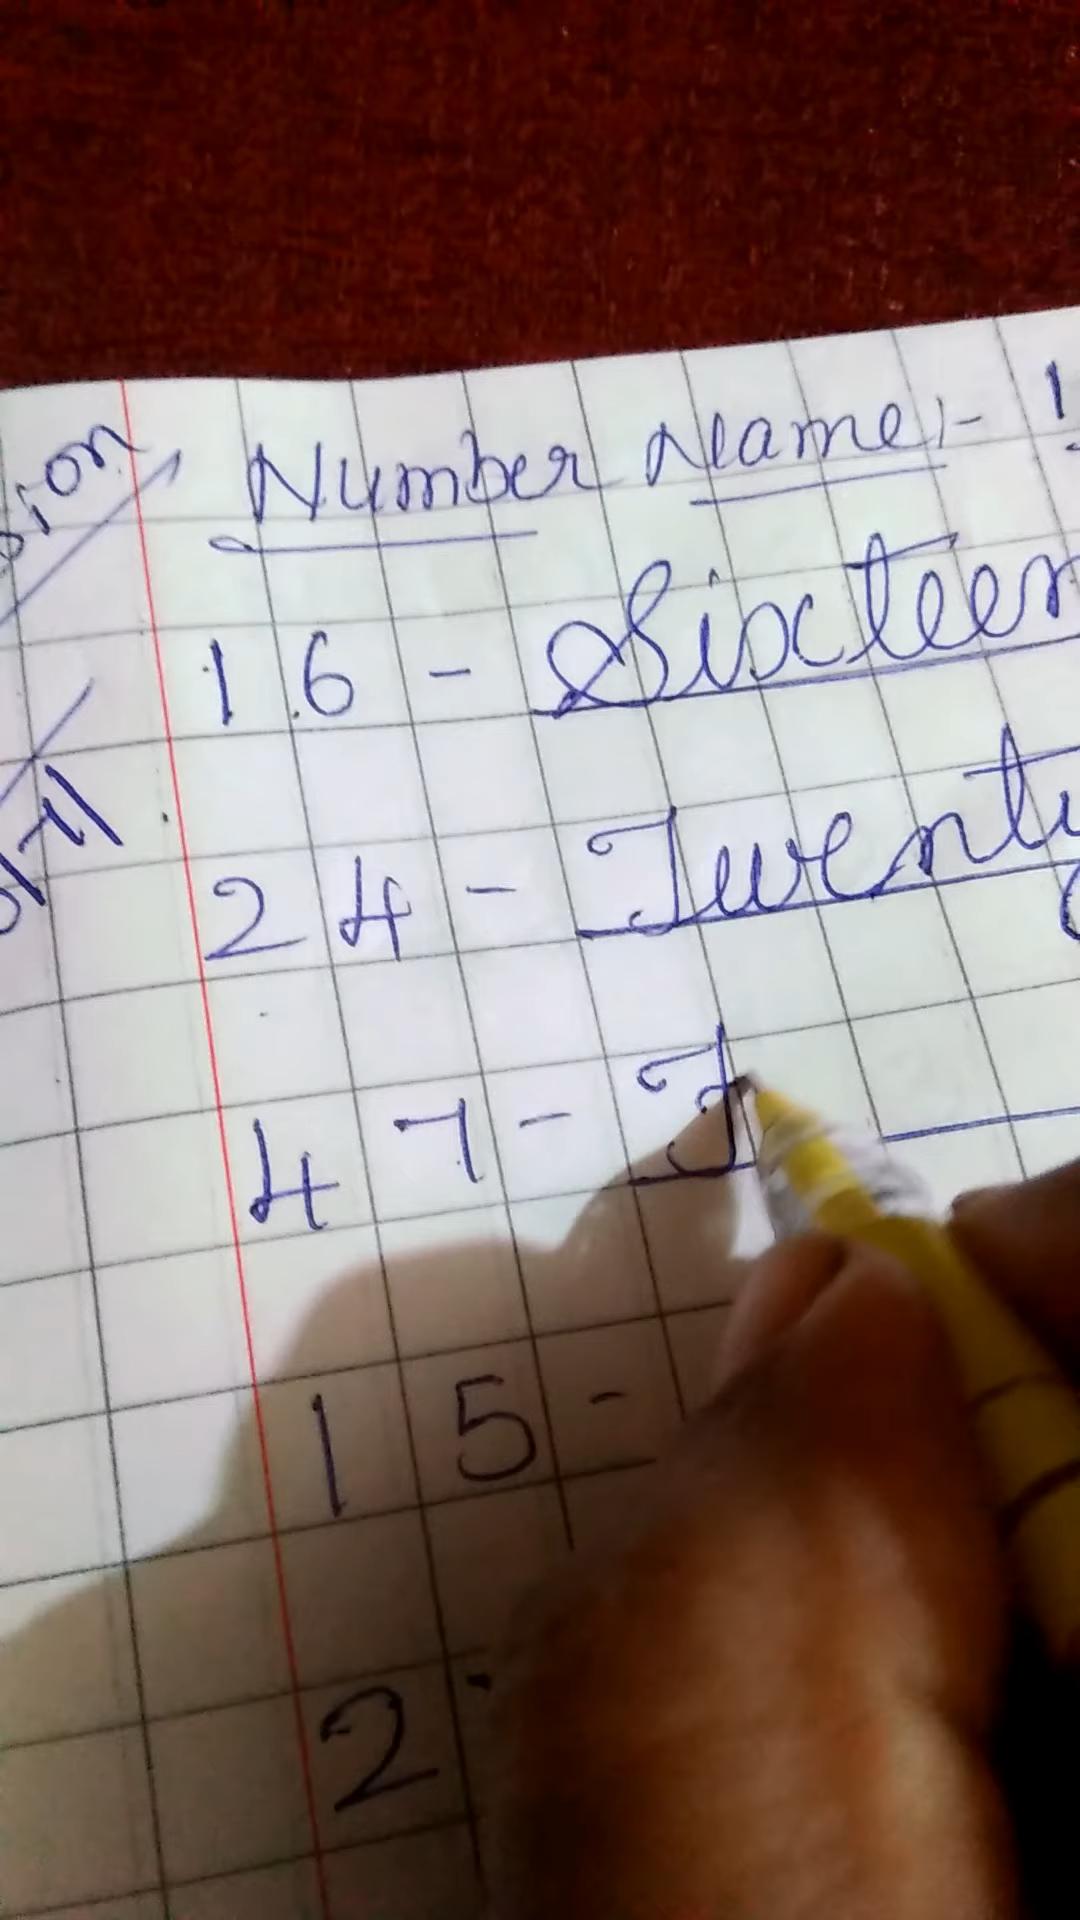 Number Name:-
16 - Sixteen
24 - Twenty
47 - F
15 -
2